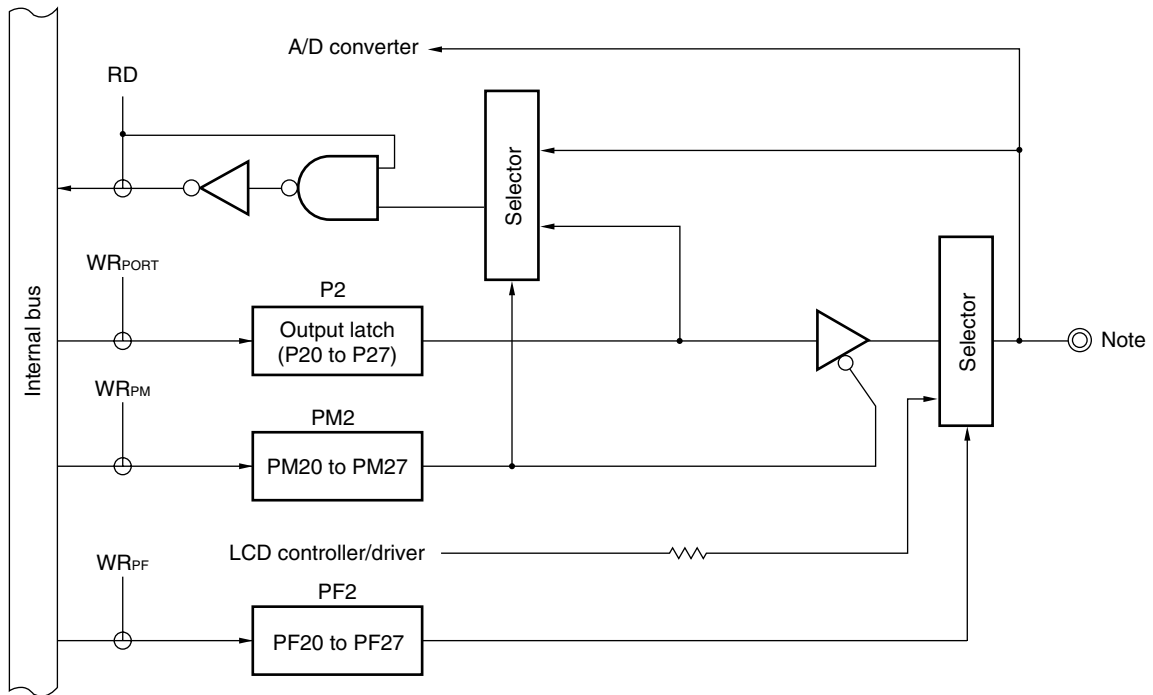 A/D converter
RD
Selector
WRPORT
P2
Output latch
(P20 to P27)
Internal bus
Selector
Note
WRPM
PM2
PM20 to PM27
LCD controller/driver
WRPF
PF2
PF20 to PF27